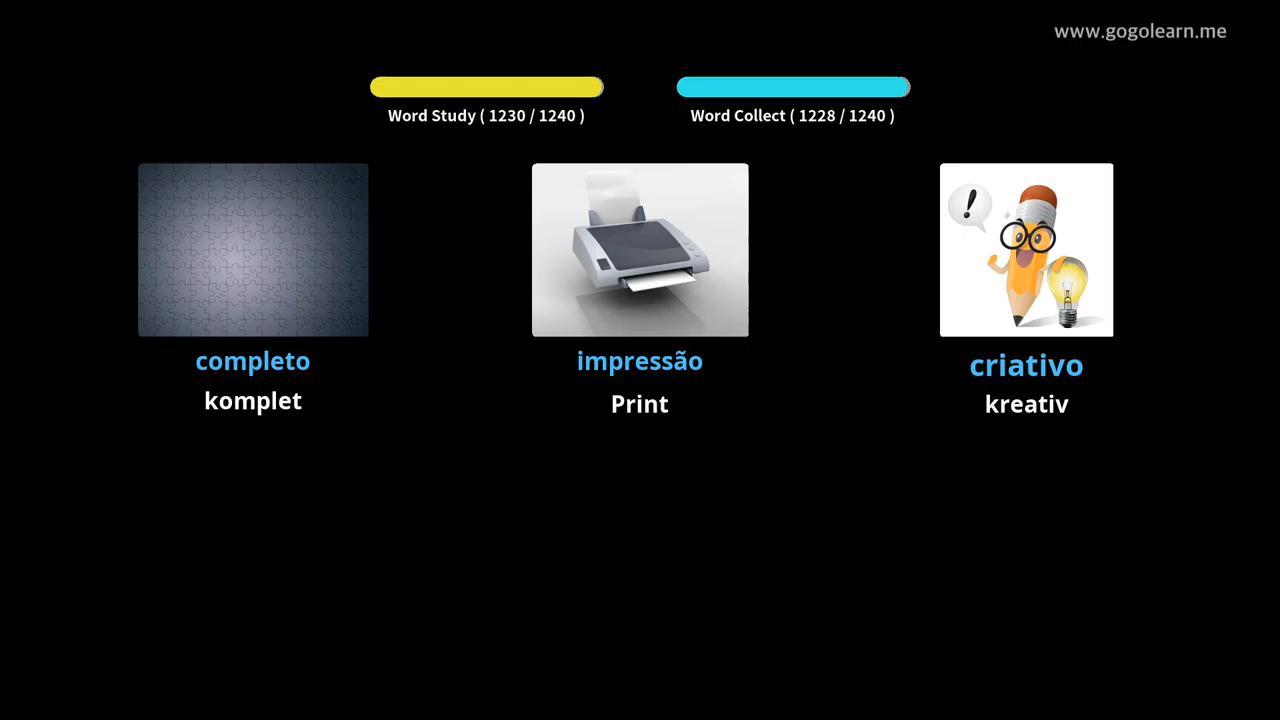 www.gogolearn.me
Word Study ( 1230 / 1240 )
Word Collect ( 1228 / 1240 )
completo
komplet
impressão
Print
!
criativo
kreativ